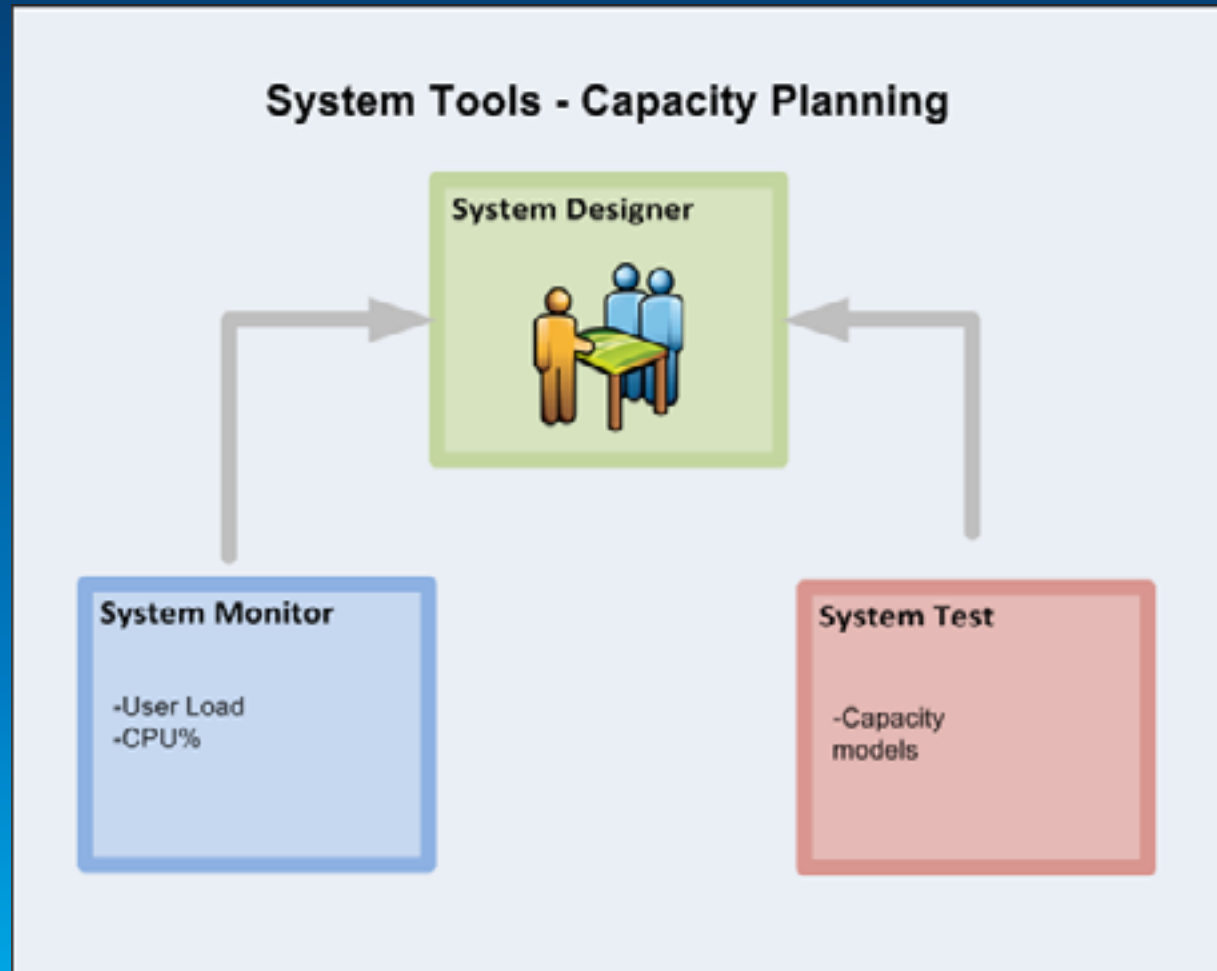 System Tools - Capacity Planning
System Designer
System Monitor
-User Load
-CPU%
System Test
-Capacity
models